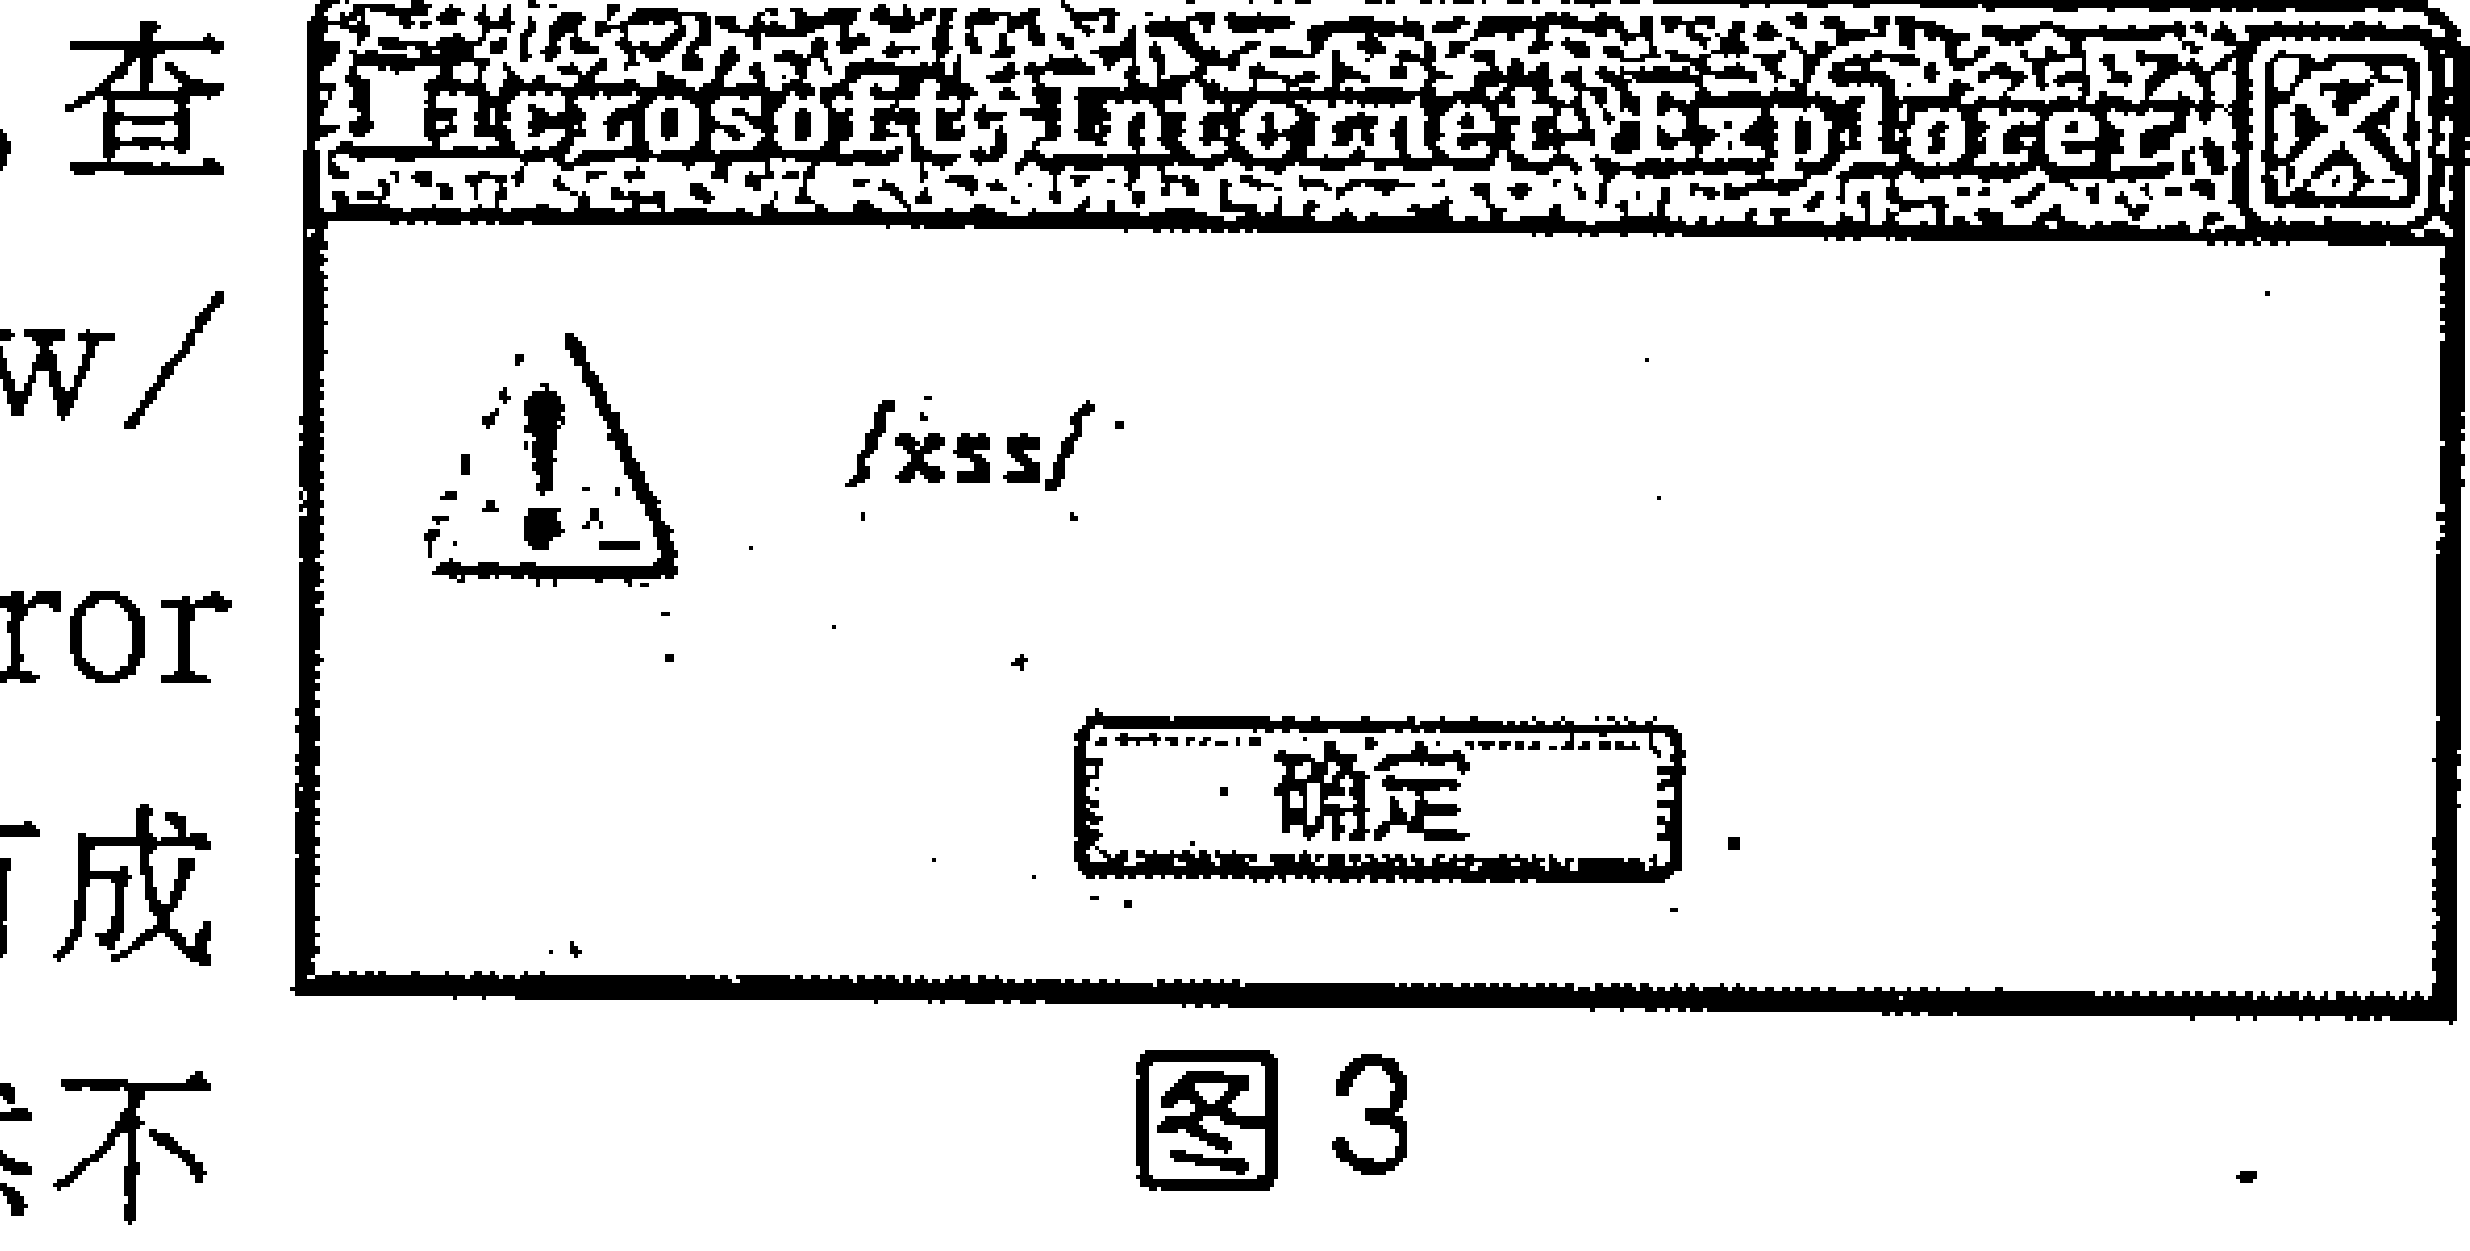 查
w/
ror
成
不
Microsoft Internet Explorer
/xss/
确定
图 3